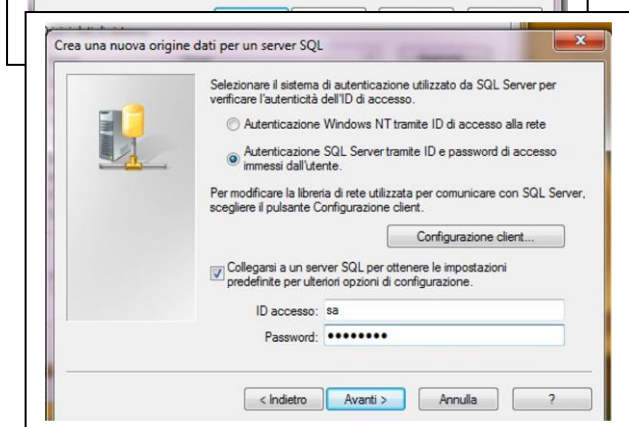 Crea una nuova origine dati per un server SQL
Selezionare il sistema di autenticazione utilizzato da SQL Server per
verificare l'autenticità dell'ID di accesso.
Autenticazione Windows NT tramite ID di accesso alla rete
Autenticazione SQL Server tramite ID e password di accesso
immessi dall'utente.
Per modificare la libreria di rete utilizzata per comunicare con SQL Server,
scegliere il pulsante Configurazione client.
Configurazione client...
Collegarsi a un server SQL per ottenere le impostazioni
predefinite per ulteriori opzioni di configurazione.
ID accesso: sa
Password: ●●●●●●●●
< Indietro Avanti > Annulla ?